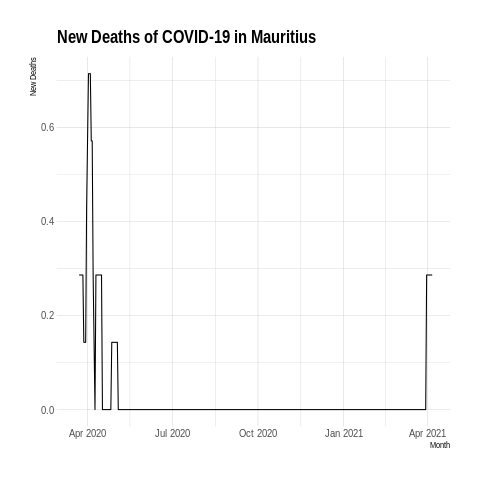 New Deaths of COVID-19 in Mauritius
New Deaths
0.6
0.4
0.2
0.0
Apr 2020 Jul 2020 Oct 2020 Jan 2021 Apr 2021
Month